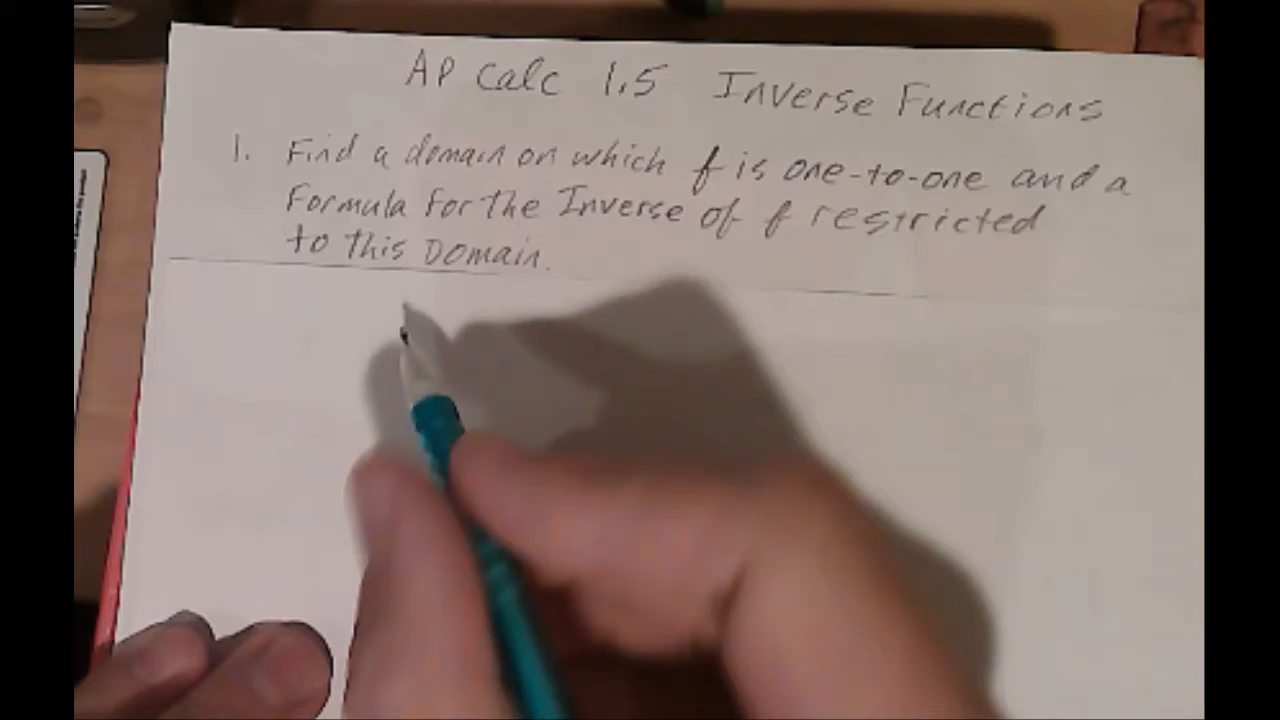 AP Calc 1.5 Inverse Functions
1. Find a domain on which f is one-to-one and a
Formula for the Inverse of f restricted
to this Domain.